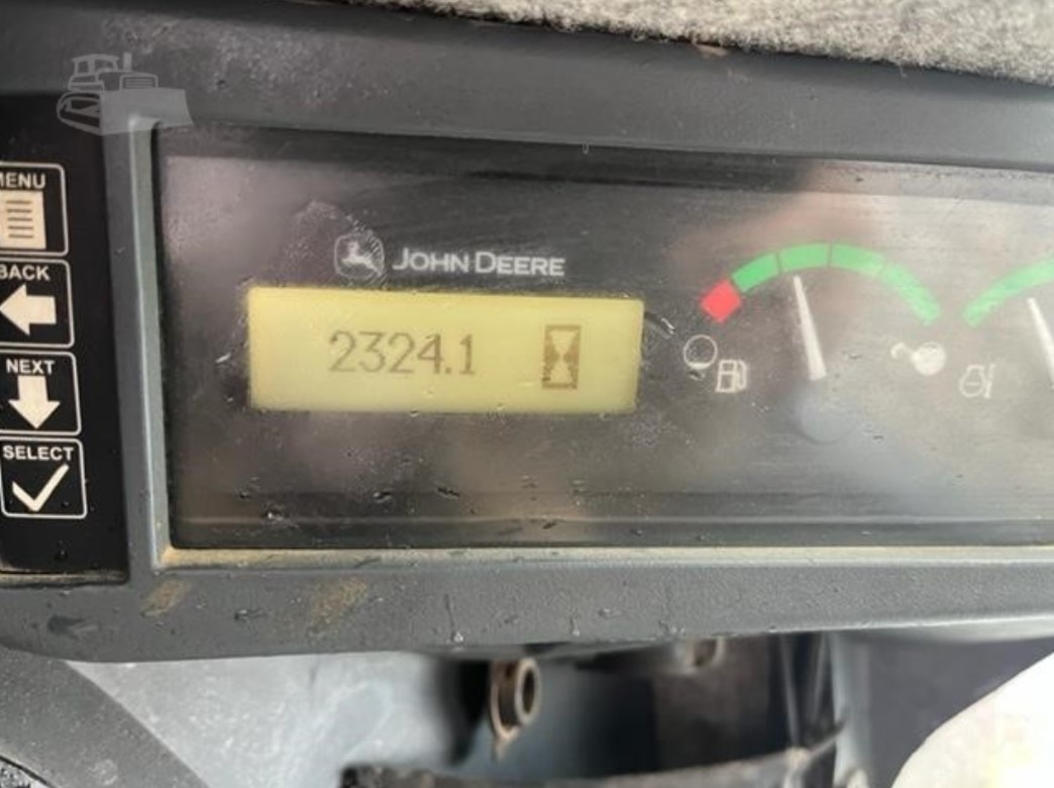 MENU
BACK
NEXT
SELECT
JOHN DEERE
2324.1